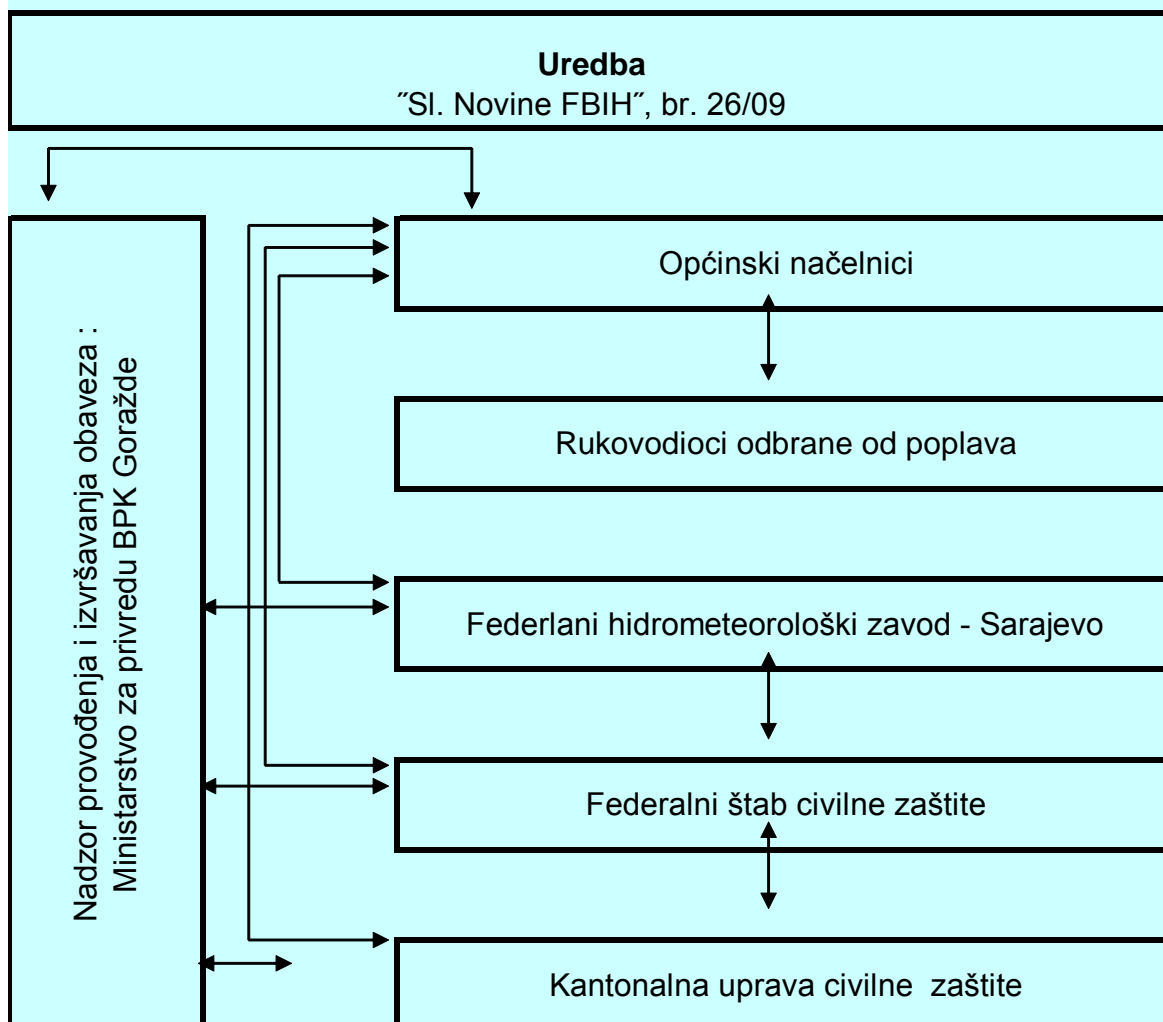 Uredba
˝Sl. Novine FBIH˝, br. 26/09
Nadzor provođenja i izvršavanja obaveza :
Ministarstvo za privredu BPK Goražde
Općinski načelnici
Rukovodioci odbrane od poplava
Federlani hidrometeorološki zavod - Sarajevo
Federalni štab civilne zaštite
Kantonalna uprava civilne  zaštite